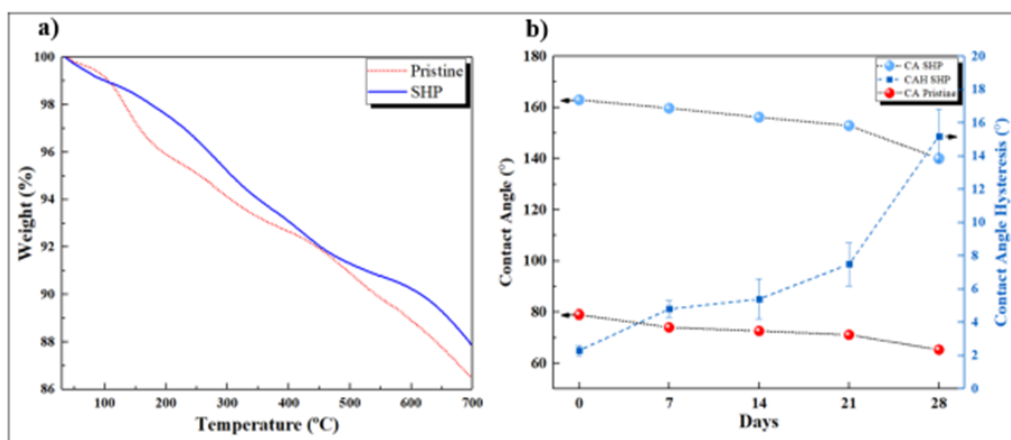 a)
100
98
96
94
92
90
88
86
Weight (%)
Pristine
SHP
100 200 300 400 500 600 700
Temperature (ºC)
b)
180
160
140
120
100
80
60
Contact Angle (°)
CA SHP
CAH SHP
CA Pristine
20
18
16
14
12
10
8
6
4
2
0
Contact Angle Hysteresis (°)
0 7 14 21 28
Days